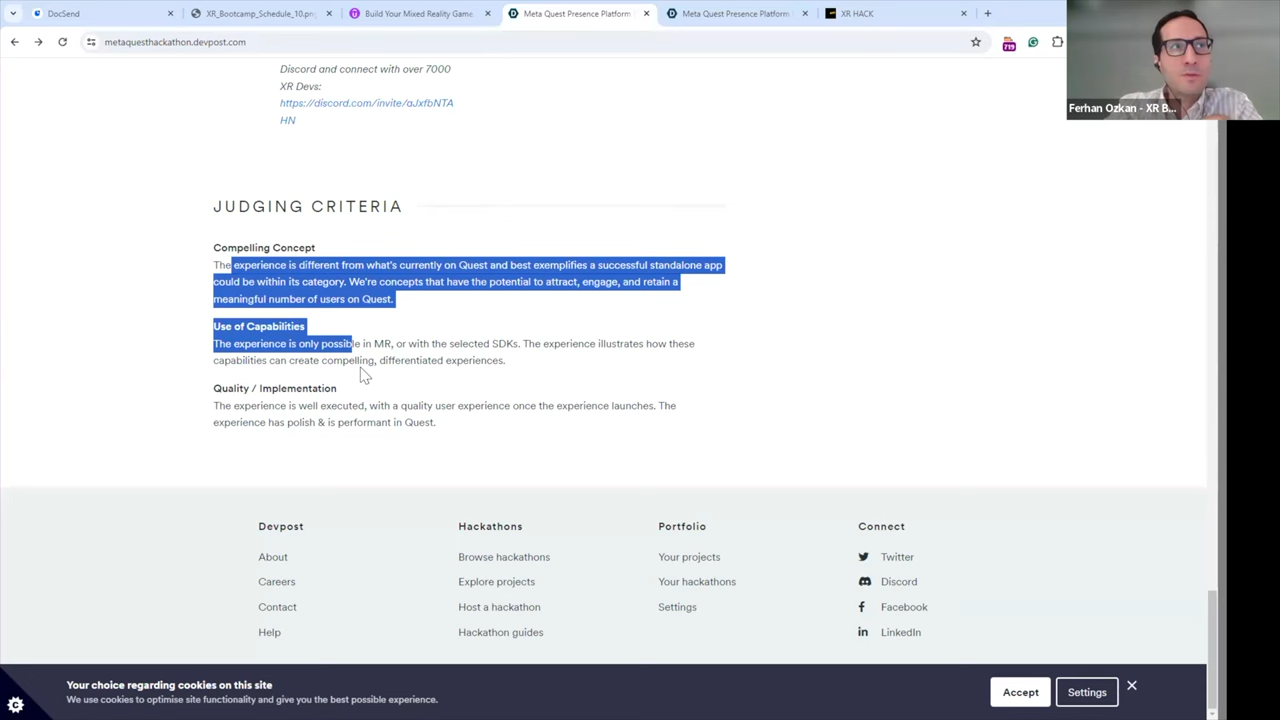 DocSend
XR_Bootcamp_Schedule_10.pn
Build Your Mixed Reality Game
Meta Quest Presence Platform
Meta Quest Presence Platform
XR HACK
metaquesthackathon.devpost.com
719
Ferhan Ozkan - XR B...
Discord and connect with over 7000
XR Devs:
https://discord.com/invite/aJxfbNTA
HN
JUDGING CRITERIA
Compelling Concept
The experience is different from what's currently on Quest and best exemplifies a successful standalone app
could be within its category. We're concepts that have the potential to attract, engage, and retain a
meaningful number of users on Quest.
Use of Capabilities
The experience is only possible in MR, or with the selected SDKs. The experience illustrates how these
capabilities can create compelling, differentiated experiences.
Quality / Implementation
The experience is well executed, with a quality user experience once the experience launches. The
experience has polish & is performant in Quest.
Devpost
About
Careers
Contact
Help
Hackathons
Browse hackathons
Explore projects
Host a hackathon
Hackathon guides
Portfolio
Your projects
Your hackathons
Settings
Connect
Twitter
Discord
Facebook
LinkedIn
Your choice regarding cookies on this site
We use cookies to optimise site functionality and give you the best possible experience.
Accept
Settings